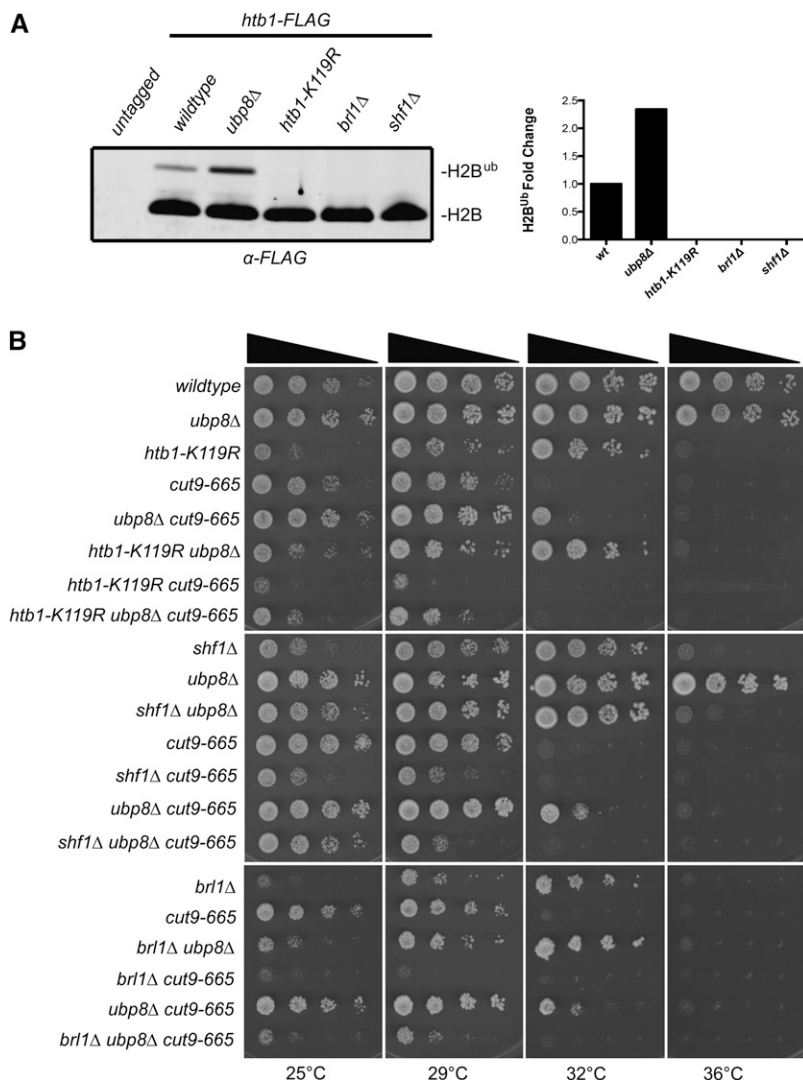 A
htb1-FLAG
untagged
wildtype
ubp8Δ
htb1-K119R
brl1Δ
shf1Δ
-H2Bub
-H2B
α-FLAG
H2BUb Fold Change
2.5
2.0
1.5
1.0
0.5
0.0
wt
ubp8Δ
htb1-K119R
brl1Δ
shf1Δ
B
wildtype
ubp8Δ
htb1-K119R
cut9-665
ubp8Δ cut9-665
htb1-K119R ubp8Δ
htb1-K119R cut9-665
htb1-K119R ubp8Δ cut9-665
shf1Δ
ubp8Δ
shf1Δ ubp8Δ
cut9-665
shf1Δ cut9-665
ubp8Δ cut9-665
shf1Δ ubp8Δ cut9-665
brl1Δ
cut9-665
brl1Δ ubp8Δ
brl1Δ cut9-665
ubp8Δ cut9-665
brl1Δ ubp8Δ cut9-665
25°C 29°C 32°C 36°C